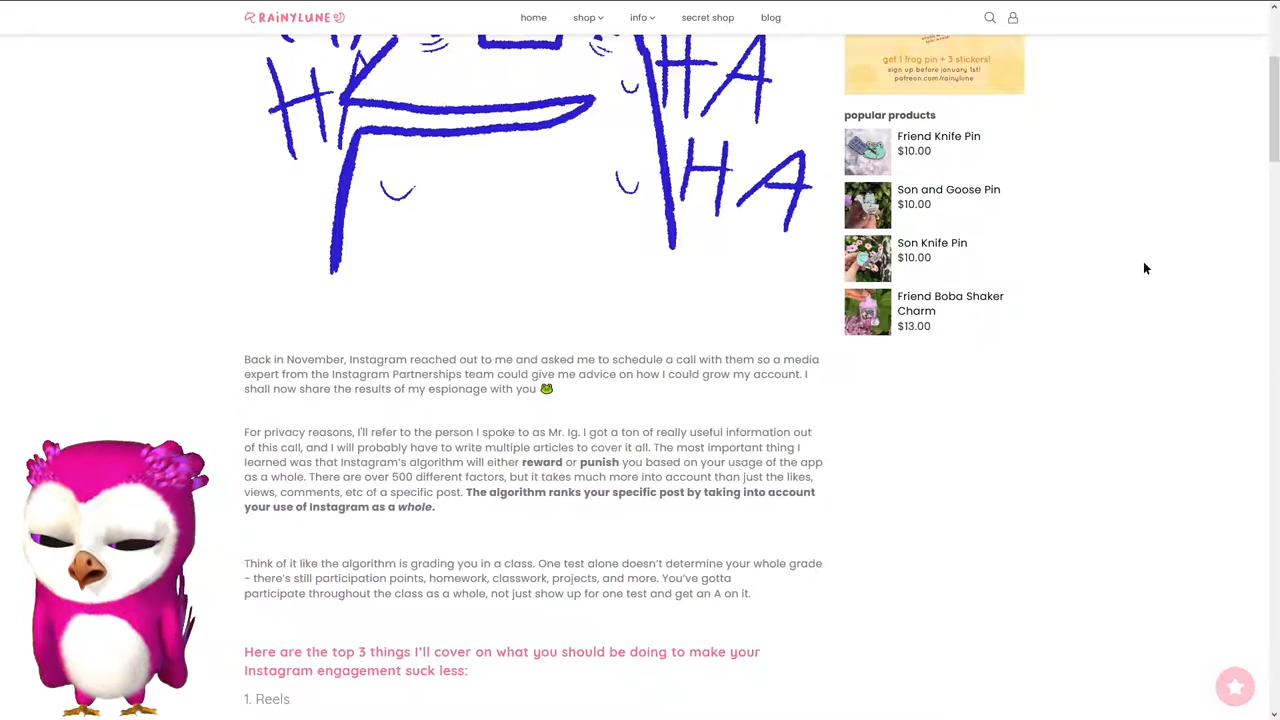 RAINYLUNE
home
shop
info
secret shop
blog
HA
HA
HA
get 1 frog pin + 3 stickers!
sign up before january 1st!
patreon.com/rainylune
popular products
Friend Knife Pin
$10.00
Son and Goose Pin
$10.00
Son Knife Pin
$10.00
Friend Boba Shaker
Charm
$13.00
Back in November, Instagram reached out to me and asked me to schedule a call with them so a media
expert from the Instagram Partnerships team could give me advice on how I could grow my account. I
shall now share the results of my espionage with you 🐸
For privacy reasons, I'll refer to the person I spoke to as Mr. Ig. I got a ton of really useful information out
of this call, and I will probably have to write multiple articles to cover it all. The most important thing I
learned was that Instagram's algorithm will either reward or punish you based on your usage of the app
as a whole. There are over 500 different factors, but it takes much more into account than just the likes,
views, comments, etc of a specific post. The algorithm ranks your specific post by taking into account
your use of Instagram as a whole.
Think of it like the algorithm is grading you in a class. One test alone doesn't determine your whole grade
- there's still participation points, homework, classwork, projects, and more. You've gotta
participate throughout the class as a whole, not just show up for one test and get an A on it.
Here are the top 3 things I'll cover on what you should be doing to make your
Instagram engagement suck less:
1. Reels